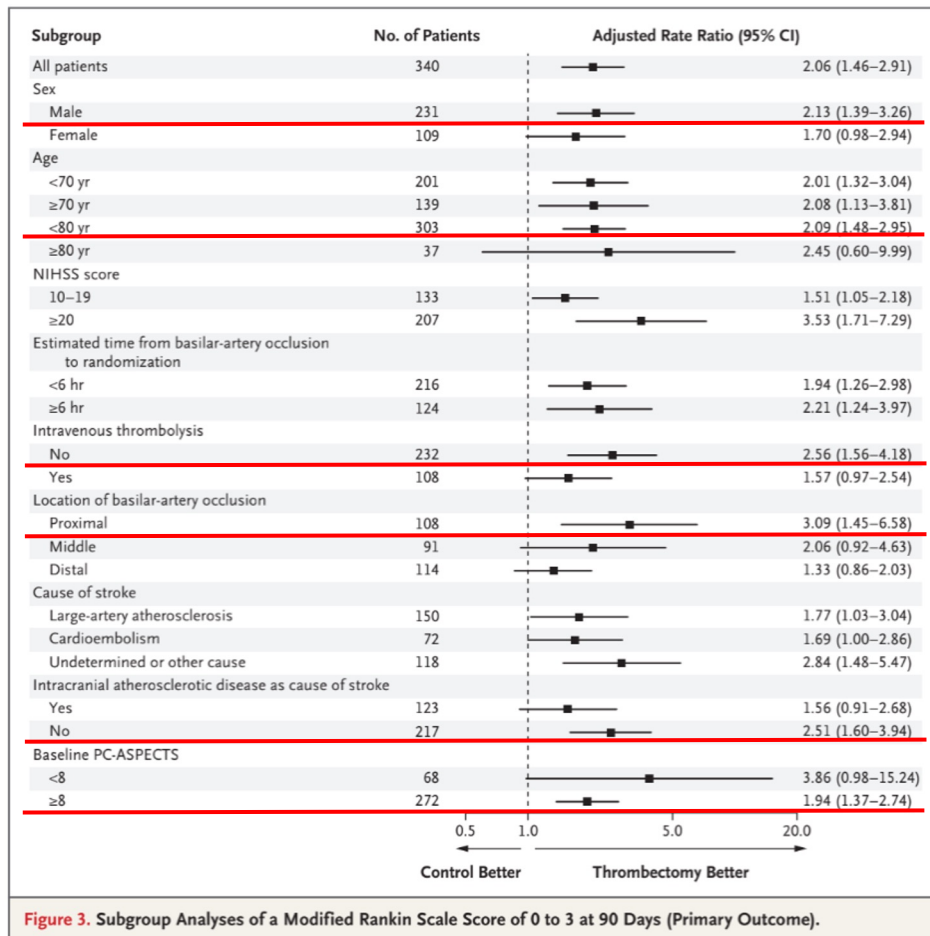 Subgroup No. of Patients Adjusted Rate Ratio (95% CI)
All patients 340 2.06 (1.46–2.91)
Sex
Male 231 2.13 (1.39–3.26)
Female 109 1.70 (0.98–2.94)
Age
<70 yr 201 2.01 (1.32–3.04)
≥70 yr 139 2.08 (1.13–3.81)
<80 yr 303 2.09 (1.48–2.95)
≥80 yr 37 2.45 (0.60–9.99)
NIHSS score
10–19 133 1.51 (1.05–2.18)
≥20 207 3.53 (1.71–7.29)
Estimated time from basilar-artery occlusion
to randomization
<6 hr 216 1.94 (1.26–2.98)
≥6 hr 124 2.21 (1.24–3.97)
Intravenous thrombolysis
No 232 2.56 (1.56–4.18)
Yes 108 1.57 (0.97–2.54)
Location of basilar-artery occlusion
Proximal 108 3.09 (1.45–6.58)
Middle 91 2.06 (0.92–4.63)
Distal 114 1.33 (0.86–2.03)
Cause of stroke
Large-artery atherosclerosis 150 1.77 (1.03–3.04)
Cardioembolism 72 1.69 (1.00–2.86)
Undetermined or other cause 118 2.84 (1.48–5.47)
Intracranial atherosclerotic disease as cause of stroke
Yes 123 1.56 (0.91–2.68)
No 217 2.51 (1.60–3.94)
Baseline PC-ASPECTS
<8 68 3.86 (0.98–15.24)
≥8 272 1.94 (1.37–2.74)
0.5 1.0 5.0 20.0
Control Better Thrombectomy Better
Figure 3. Subgroup Analyses of a Modified Rankin Scale Score of 0 to 3 at 90 Days (Primary Outcome).